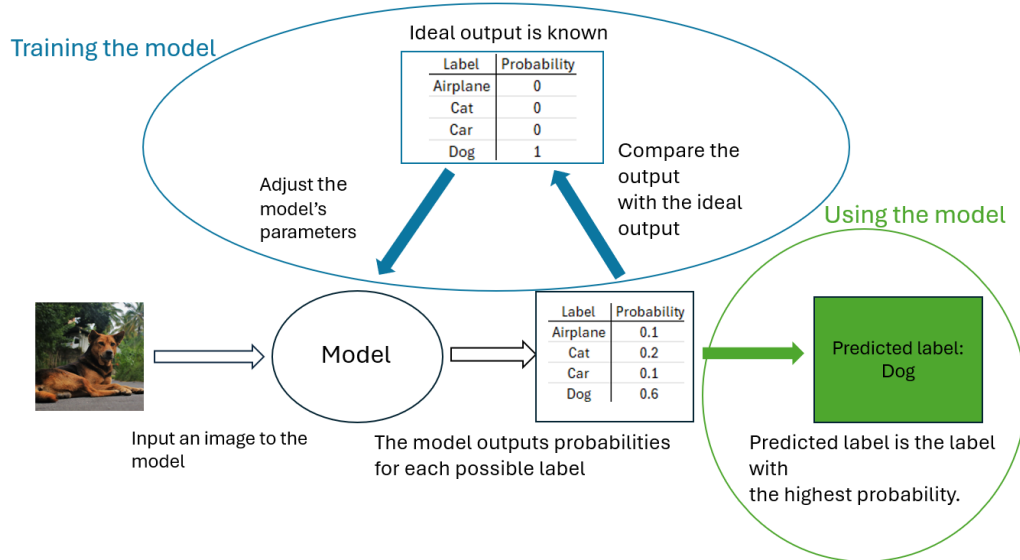 Training the model
Ideal output is known
Label Probability
Airplane 0
Cat 0
Car 0
Dog 1
Adjust the
model's
parameters
Compare the
output
with the ideal
output
Using the model
Model
Label Probability
Airplane 0.1
Cat 0.2
Car 0.1
Dog 0.6
Predicted label:
Dog
Input an image to the
model
The model outputs probabilities
for each possible label
Predicted label is the label
with
the highest probability.